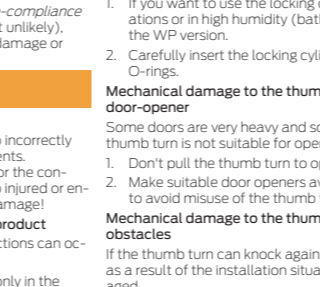 -compliance
unlikely),
damage or
incorrectly
ents.
or the con-
injured or en-
amage!
product
ctions can oc-
only in the
1. If you want to use the locking
ations or in high humidity (bat
the WP version.
2. Carefully insert the locking cyli
O-rings.
Mechanical damage to the thum
door-opener
Some doors are very heavy and so
thumb turn is not suitable for ope
1. Don't pull the thumb turn to o
2. Make suitable door openers av
to avoid misuse of the thumb
Mechanical damage to the thum
obstacles
If the thumb turn can knock again
as a result of the installation situa
aged